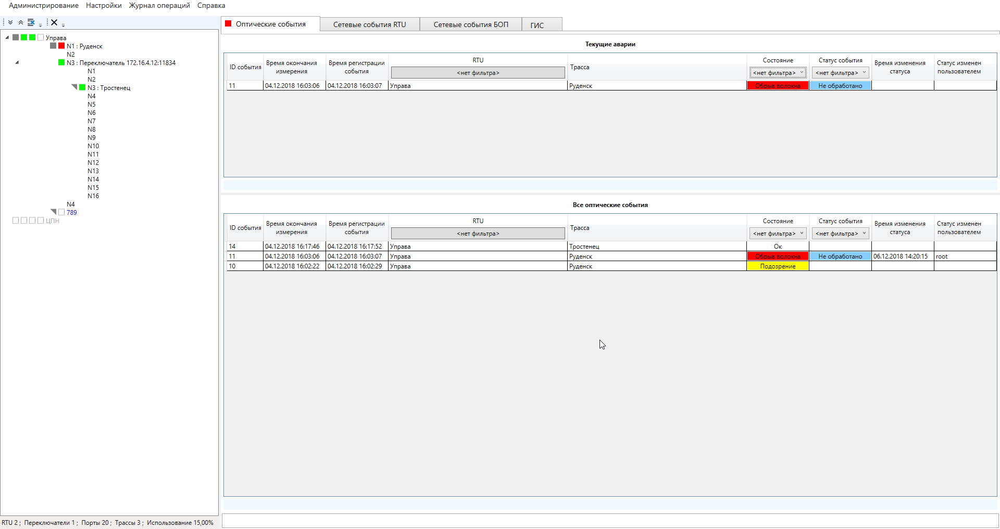 Администрирование Настройки Журнал операций Справка
Управа
N1 : Руденск
N2
N3 : Переключатель 172.16.4.12:11834
N1
N2
N3 : Тростенец
N4
N5
N6
N7
N8
N9
N10
N11
N12
N13
N14
N15
N16
N4
789
ЦПН
RTU 2 ; Переключатели 1 ; Порты 20 ; Трассы 3 ; Использование 15,00%
Оптические события Сетевые события RTU Сетевые события БОП ГИС
Текущие аварии
ID события Время окончания измерения Время регистрации события RTU <нет фильтра> Трасса Состояние <нет фильтра> Статус события <нет фильтра> Время изменения статуса Статус изменен пользователем
11 04.12.2018 16:03:06 04.12.2018 16:03:07 Управа Руденск Обрыв волокна Не обработано
Все оптические события
ID события Время окончания измерения Время регистрации события RTU <нет фильтра> Трасса Состояние <нет фильтра> Статус события <нет фильтра> Время изменения статуса Статус изменен пользователем
14 04.12.2018 16:17:46 04.12.2018 16:17:52 Управа Тростенец Ок
11 04.12.2018 16:03:06 04.12.2018 16:03:07 Управа Руденск Обрыв волокна Не обработано 06.12.2018 14:20:15 root
10 04.12.2018 16:02:22 04.12.2018 16:02:29 Управа Руденск Подозрение